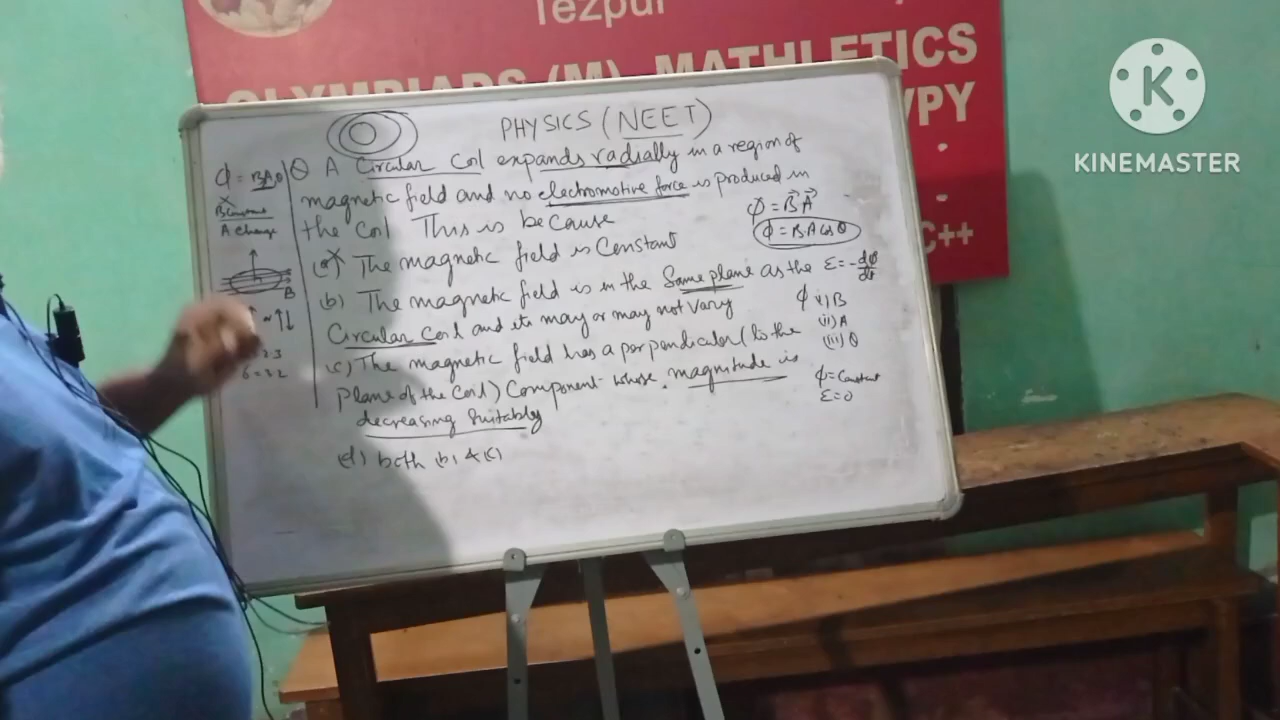 Tezpur
OLYMPIADS (M), MATHLETICS
VPY
C++
K
KINEMASTER
PHYSICS (NEET)
Q A Circular Coil expands radially in a region of
magnetic field and no electromotive force is produced in
the Coil This is because
(a) The magnetic field is Constant
(b) The magnetic field is in the Same plane as the
Circular Coil and its may or may not vary
(c) The magnetic field has a perpendicular (to the
plane of the Coil) Component whose magnitude is
decreasing suitably
(d) both (b) & (c)
ϕ = BA θ
B Constant
A Change
B
ϕ = B⃗ A⃗
ϕ = B·A cos θ
ε = -dϕ/dt
ϕ i) B
(ii) A
(iii) θ
ϕ = Constant
ε = 0